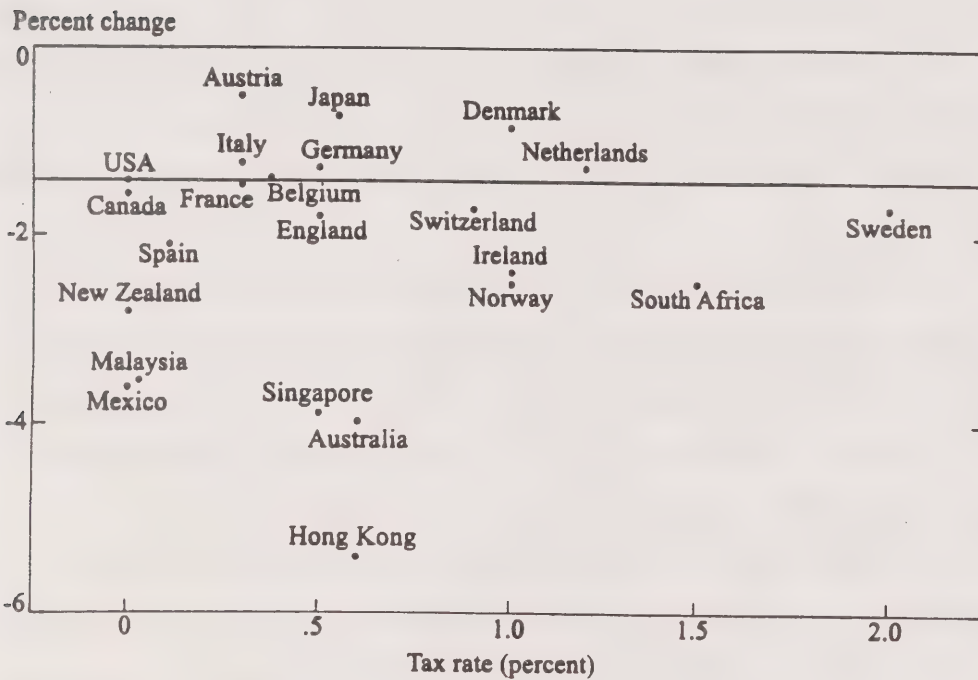 Percent change
0
Austria
Japan
Denmark
Italy
Germany
Netherlands
USA
Canada
France
Belgium
England
Switzerland
Sweden
-2
Spain
Ireland
New Zealand
Norway
South Africa
Malaysia
Mexico
Singapore
-4
Australia
Hong Kong
-6
0 .5 1.0 1.5 2.0
Tax rate (percent)